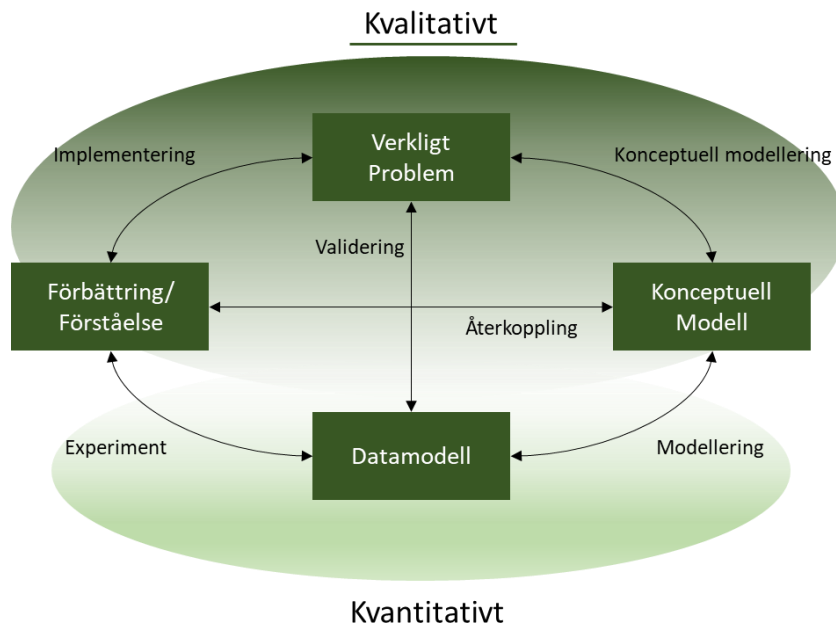 Kvalitativt
Implementering
Verkligt
Problem
Konceptuell modellering
Validering
Förbättring/
Förståelse
Återkoppling
Konceptuell
Modell
Experiment
Datamodell
Modellering
Kvantitativt